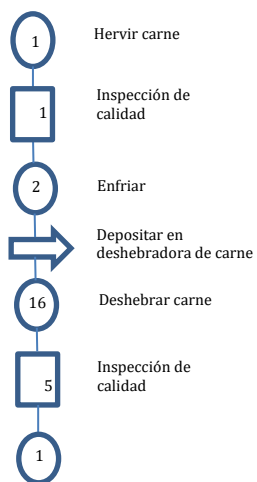 1
Hervir carne
1
Inspección de
calidad
2
Enfriar
Depositar en
deshebradora de carne
16
Deshebrar carne
5
Inspección de
calidad
1